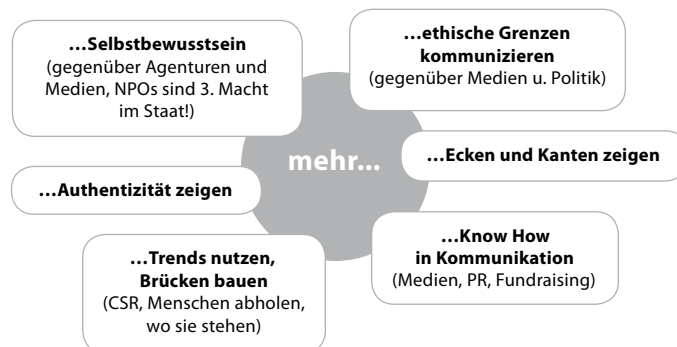 …Selbstbewusstsein
(gegenüber Agenturen und
Medien, NPOs sind 3. Macht
im Staat!)
…ethische Grenzen
kommunizieren
(gegenüber Medien u. Politik)
mehr...
…Ecken und Kanten zeigen
…Authentizität zeigen
…Know How
in Kommunikation
(Medien, PR, Fundraising)
…Trends nutzen,
Brücken bauen
(CSR, Menschen abholen,
wo sie stehen)